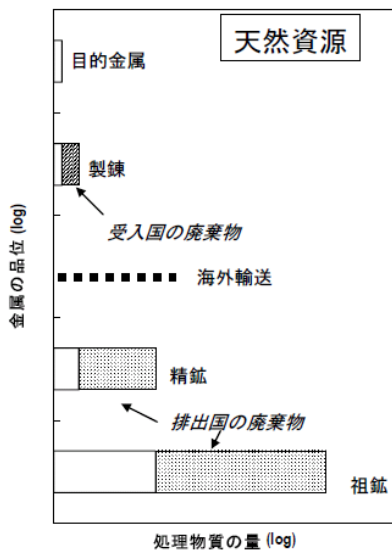 天然資源
目的金属
製錬
受入国の廃棄物
海外輸送
精鉱
排出国の廃棄物
祖鉱
金属の品位 (log)
処理物質の量 (log)